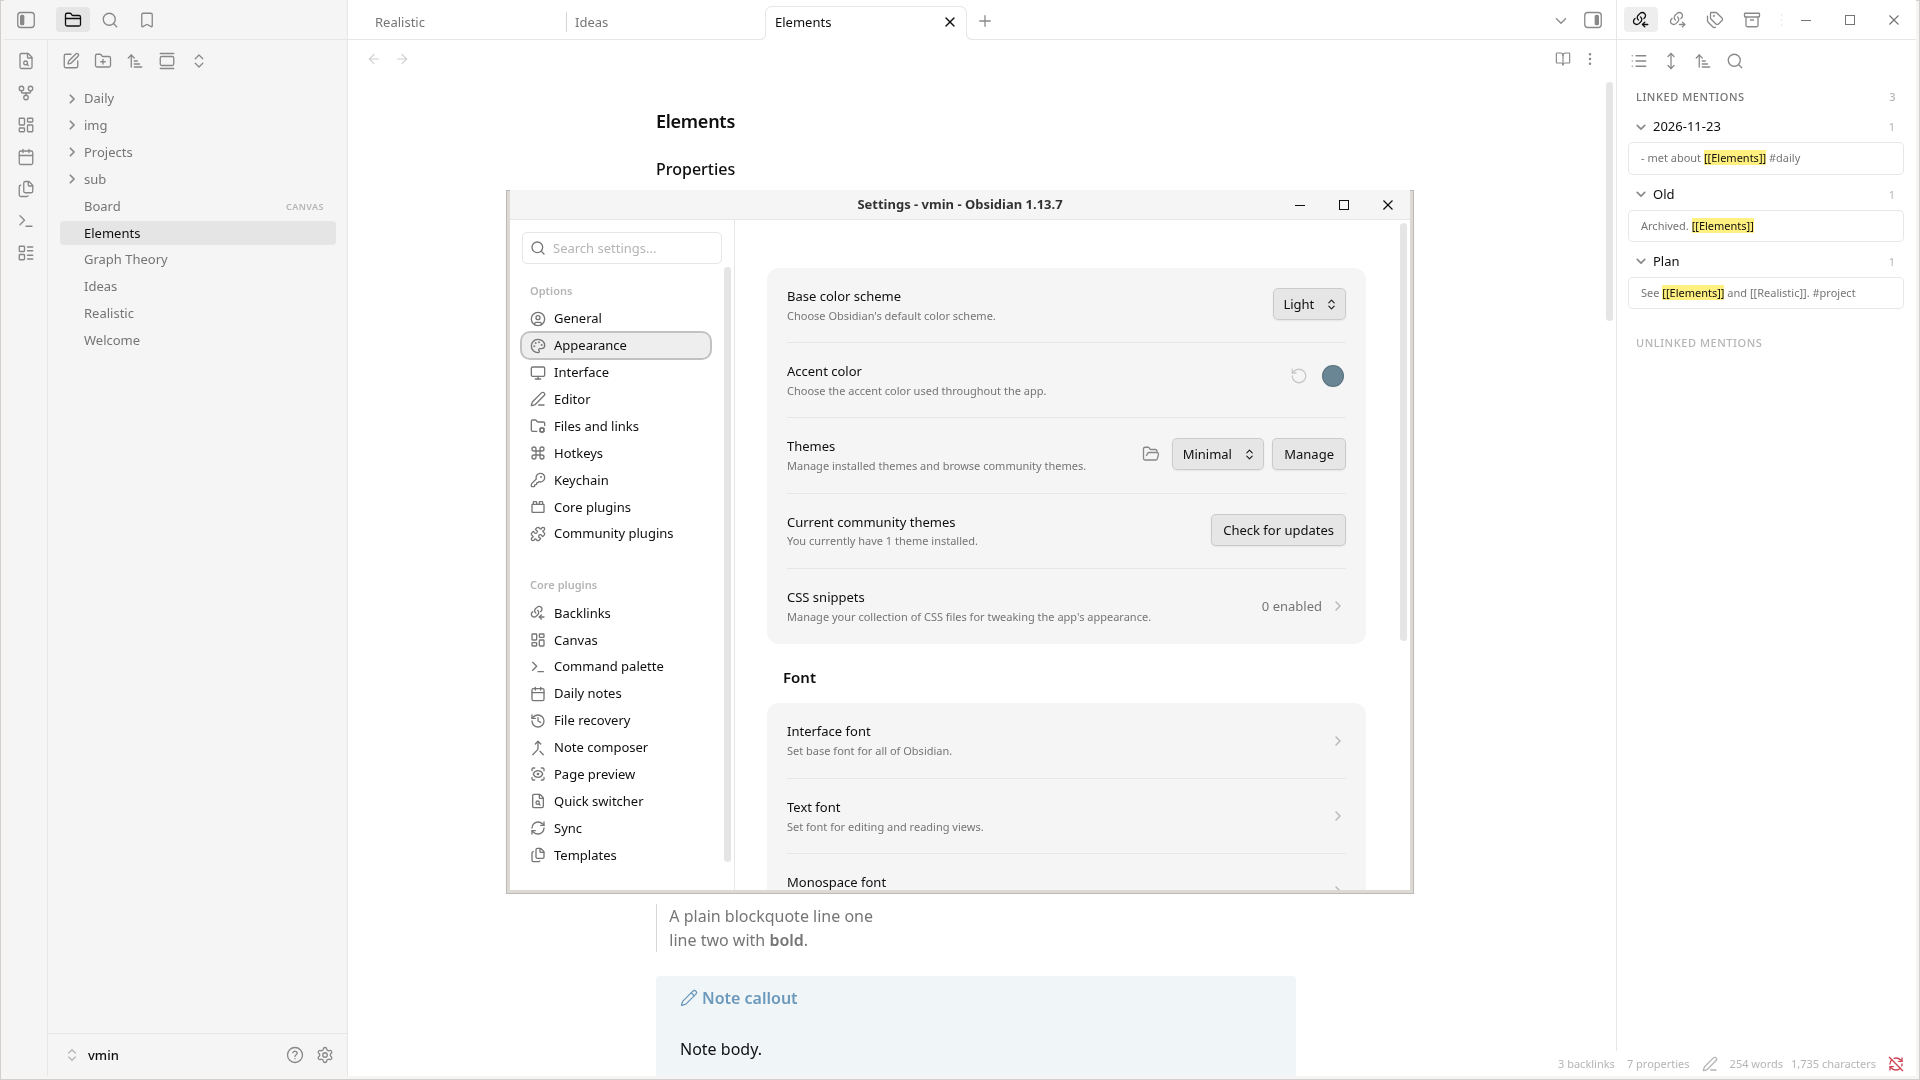 Realistic
Ideas
Elements
Daily
img
Projects
sub
Board
CANVAS
Elements
Graph Theory
Ideas
Realistic
Welcome
vmin
Elements
Properties
Settings - vmin - Obsidian 1.13.7
Search settings...
Options
General
Appearance
Interface
Editor
Files and links
Hotkeys
Keychain
Core plugins
Community plugins
Core plugins
Backlinks
Canvas
Command palette
Daily notes
File recovery
Note composer
Page preview
Quick switcher
Sync
Templates
Base color scheme
Choose Obsidian's default color scheme.
Light
Accent color
Choose the accent color used throughout the app.
Themes
Manage installed themes and browse community themes.
Minimal
Manage
Current community themes
You currently have 1 theme installed.
Check for updates
CSS snippets
Manage your collection of CSS files for tweaking the app's appearance.
0 enabled
Font
Interface font
Set base font for all of Obsidian.
Text font
Set font for editing and reading views.
Monospace font
A plain blockquote line one
line two with bold.
Note callout
Note body.
LINKED MENTIONS
3
2026-11-23
1
- met about [[Elements]] #daily
Old
1
Archived. [[Elements]]
Plan
1
See [[Elements]] and [[Realistic]]. #project
UNLINKED MENTIONS
3 backlinks
7 properties
254 words
1,735 characters